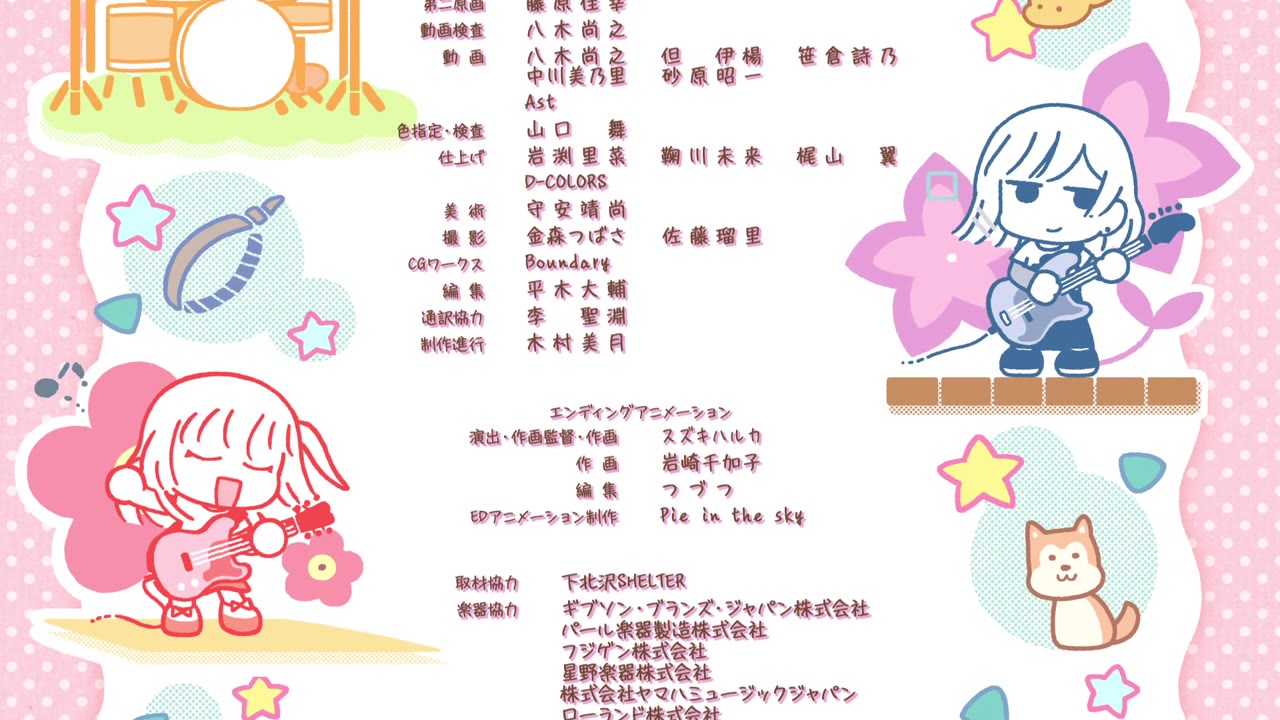 第二原画 藤原佳幸
動画検査 八木尚之
動画 八木尚之 但 伊楊 笹倉詩乃
中川美乃里 砂原昭一
Ast
色指定・検査 山口 舞
仕上げ 岩渕里菜 鞠川未来 梶山 翼
D-COLORS
美術 守安靖尚
撮影 金森つばさ 佐藤瑠里
CGワークス Boundary
編集 平木大輔
通訳協力 李 聖淵
制作進行 木村美月
エンディングアニメーション
演出・作画監督・作画 スズキハルカ
作画 岩崎千加子
編集 つづつ
EDアニメーション制作 Pie in the sky
取材協力 下北沢SHELTER
楽器協力 ギブソン・ブランズ・ジャパン株式会社
パール楽器製造株式会社
フジゲン株式会社
星野楽器株式会社
株式会社ヤマハミュージックジャパン
ローランド株式会社